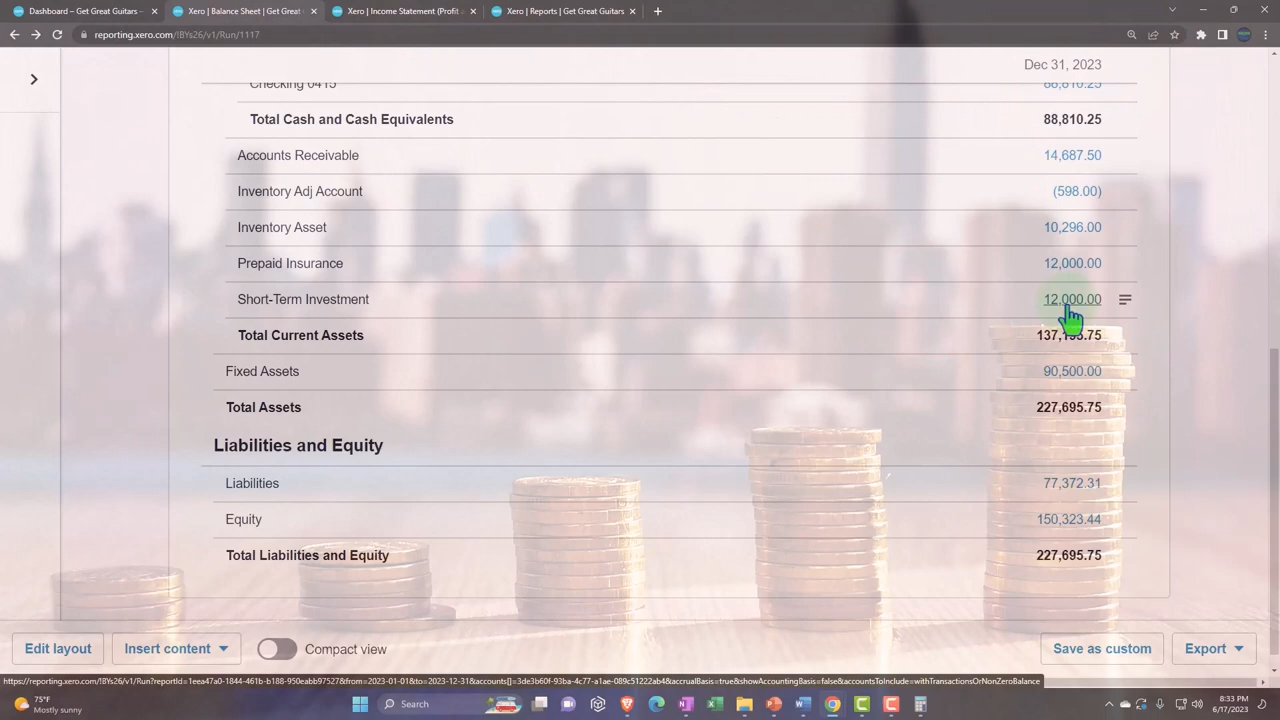 Dashboard – Get Great Guitars
Xero | Balance Sheet | Get Great
Xero | Income Statement (Profit a
Xero | Reports | Get Great Guitars
reporting.xero.com/!BYs26/v1/Run/1117
Dec 31, 2023
Total Cash and Cash Equivalents 88,810.25
Accounts Receivable 14,687.50
Inventory Adj Account (598.00)
Inventory Asset 10,296.00
Prepaid Insurance 12,000.00
Short-Term Investment 12,000.00
Total Current Assets
Fixed Assets 90,500.00
Total Assets 227,695.75
Liabilities and Equity
Liabilities 77,372.31
Equity 150,323.44
Total Liabilities and Equity 227,695.75
Edit layout Insert content Compact view Save as custom Export
75°F
Mostly sunny
Search
8:33 PM
6/17/2023